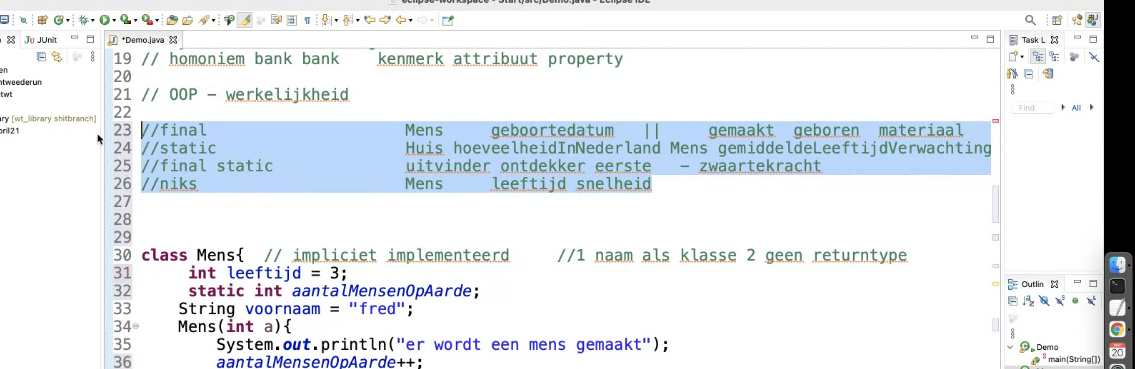 eclipse-workspace - Start/src/Demo.java - Eclipse IDE
JUnit
*Demo.java
Task L
ntweederun
twt
[wt_library shitbranch]
pril21
Find
All
19 // homoniem bank bank    kenmerk attribuut property
20
21 // OOP - werkelijkheid
22
23 //final    Mens    geboortedatum   ||    gemaakt  geboren  materiaal
24 //static    Huis hoeveelheidInNederland Mens gemiddeldeLeeftijdVerwachting
25 //final static    uitvinder ontdekker eerste   - zwaartekracht
26 //niks    Mens    leeftijd snelheid
27
28
29
30 class Mens{  // impliciet implementeerd     //1 naam als klasse 2 geen returntype
31 int leeftijd = 3;
32 static int aantalMensenOpAarde;
33 String voornaam = "fred";
34 Mens(int a){
35 System.out.println("er wordt een mens gemaakt");
36 aantalMensenOpAarde++;
Outlin
Demo
main(String[])
20